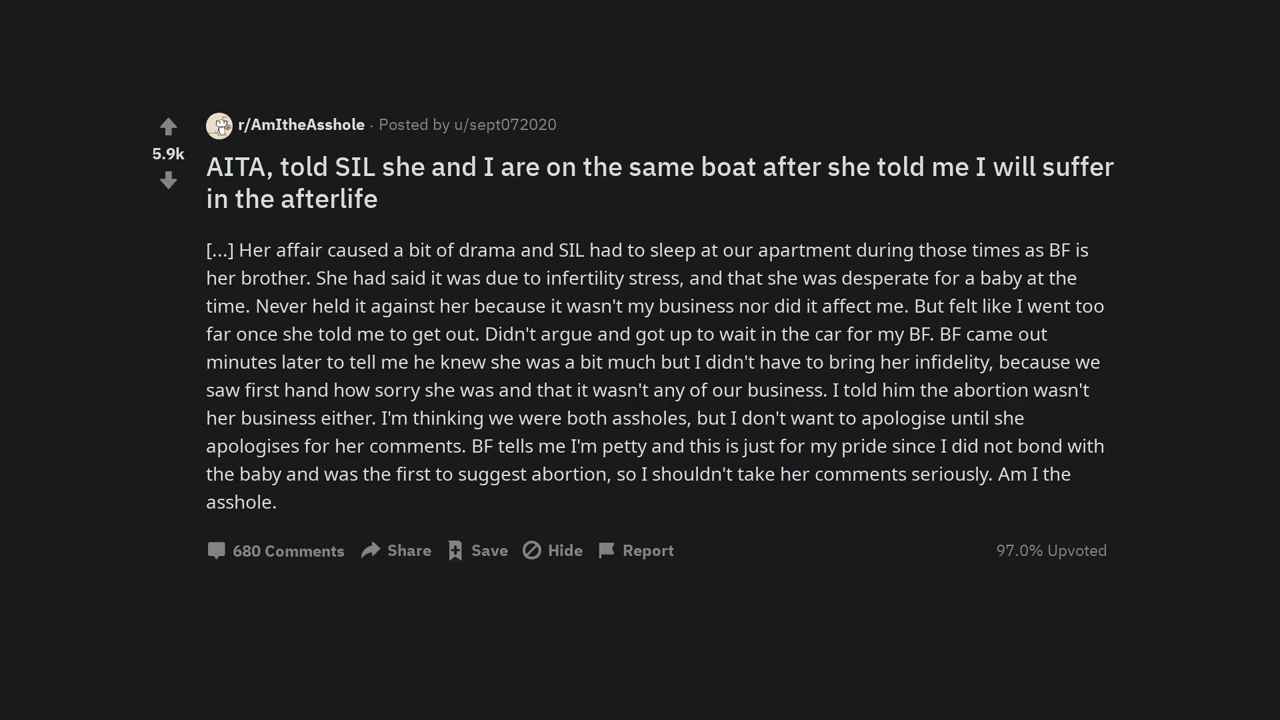 r/AmItheAsshole · Posted by u/sept072020
5.9k
AITA, told SIL she and I are on the same boat after she told me I will suffer
in the afterlife
[...] Her affair caused a bit of drama and SIL had to sleep at our apartment during those times as BF is
her brother. She had said it was due to infertility stress, and that she was desperate for a baby at the
time. Never held it against her because it wasn't my business nor did it affect me. But felt like I went too
far once she told me to get out. Didn't argue and got up to wait in the car for my BF. BF came out
minutes later to tell me he knew she was a bit much but I didn't have to bring her infidelity, because we
saw first hand how sorry she was and that it wasn't any of our business. I told him the abortion wasn't
her business either. I'm thinking we were both assholes, but I don't want to apologise until she
apologises for her comments. BF tells me I'm petty and this is just for my pride since I did not bond with
the baby and was the first to suggest abortion, so I shouldn't take her comments seriously. Am I the
asshole.
680 Comments Share Save Hide Report 97.0% Upvoted